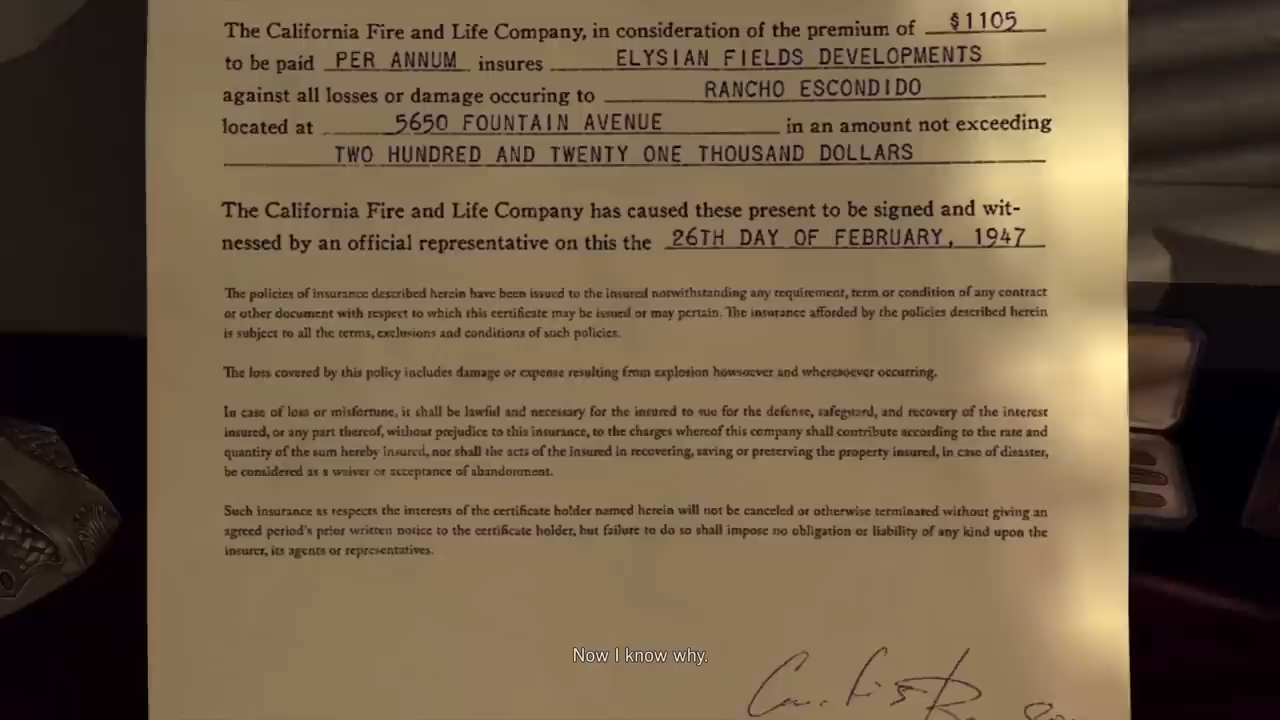 The California Fire and Life Company, in consideration of the premium of $1105
to be paid PER ANNUM insures ELYSIAN FIELDS DEVELOPMENTS
against all losses or damage occuring to RANCHO ESCONDIDO
located at 5650 FOUNTAIN AVENUE in an amount not exceeding
TWO HUNDRED AND TWENTY ONE THOUSAND DOLLARS
The California Fire and Life Company has caused these present to be signed and wit-
nessed by an official representative on this the 26TH DAY OF FEBRUARY, 1947
The policies of insurance described herein have been issued to the insured notwithstanding any requirement, term or condition of any contract
or other document with respect to which this certificate may be issued or may pertain. The insurance afforded by the policies described herein
is subject to all the terms, exclusions and conditions of such policies.
The loss covered by this policy includes damage or expense resulting from explosion howsoever and wheresoever occurring.
In case of loss or misfortune, it shall be lawful and necessary for the insured to sue for the defense, safeguard, and recovery of the interest
insured, or any part thereof, without prejudice to this insurance, to the charges whereof this company shall contribute according to the rate and
quantity of the sum hereby insured, nor shall the acts of the insured in recovering, saving or preserving the property insured, in case of disaster,
be considered as a waiver or acceptance of abandonment.
Such insurance as respects the interests of the certificate holder named herein will not be canceled or otherwise terminated without giving an
agreed period's prior written notice to the certificate holder, but failure to do so shall impose no obligation or liability of any kind upon the
insurer, its agents or representatives.
Now I know why.